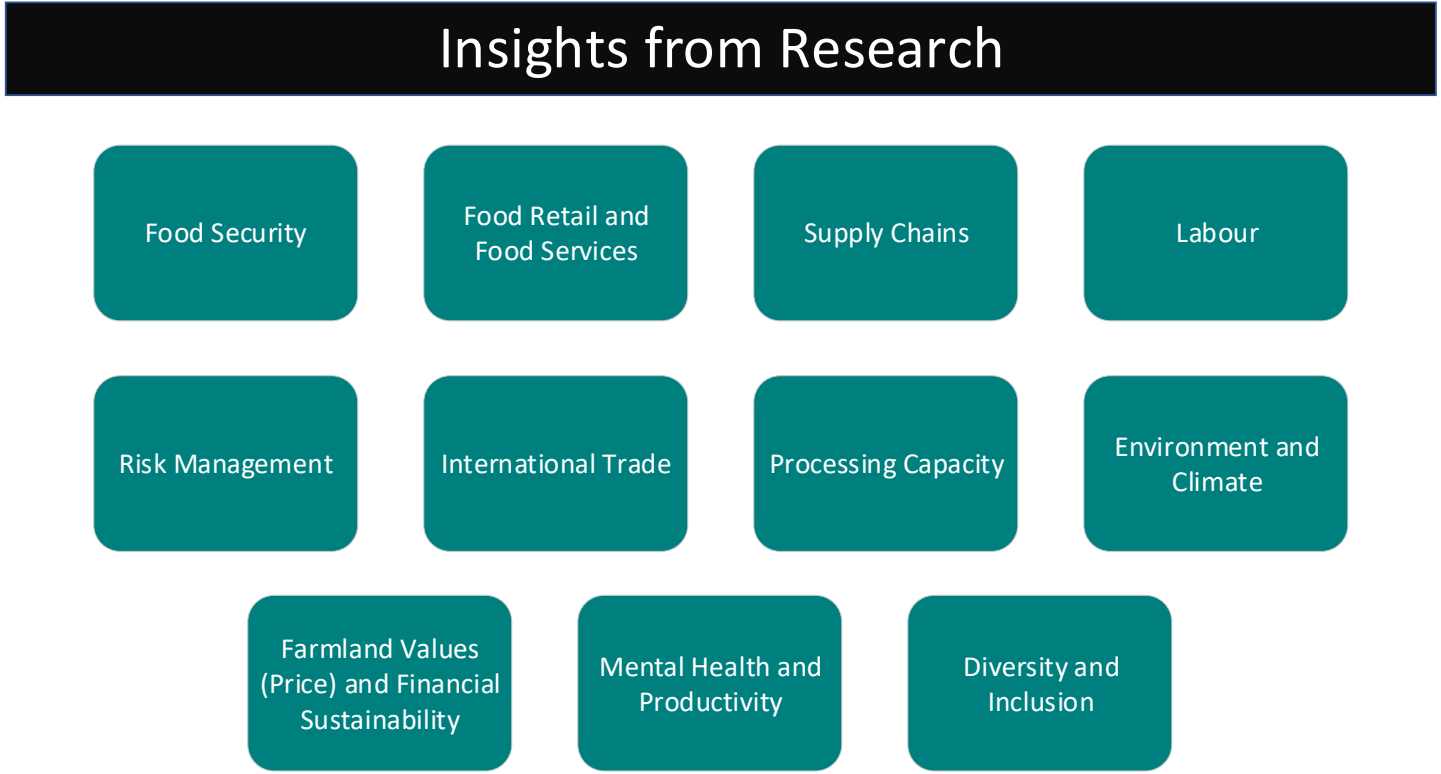 Insights from Research
Food Security
Food Retail and
Food Services
Supply Chains
Labour
Risk Management
International Trade
Processing Capacity
Environment and
Climate
Farmland Values
(Price) and Financial
Sustainability
Mental Health and
Productivity
Diversity and
Inclusion